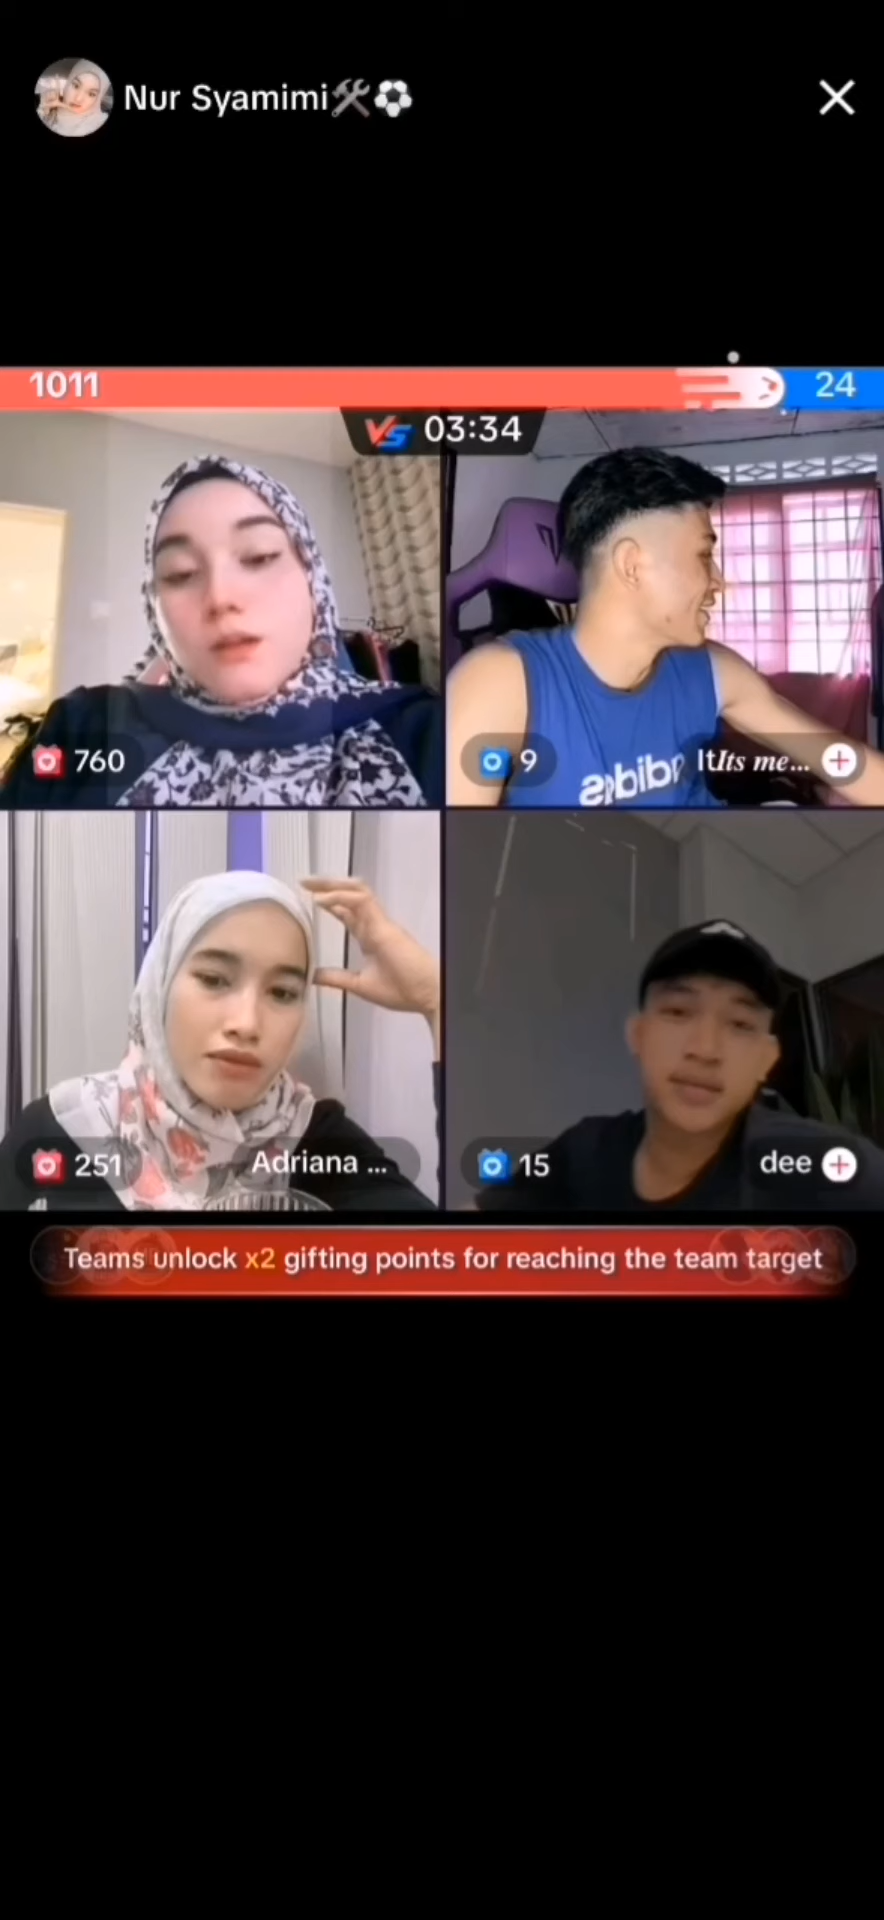 Nur Syamimi🛠️⚽
1011
24
VS 03:34
760
9
ItIts me...
251
Adriana ...
15
dee
Teams unlock x2 gifting points for reaching the team target